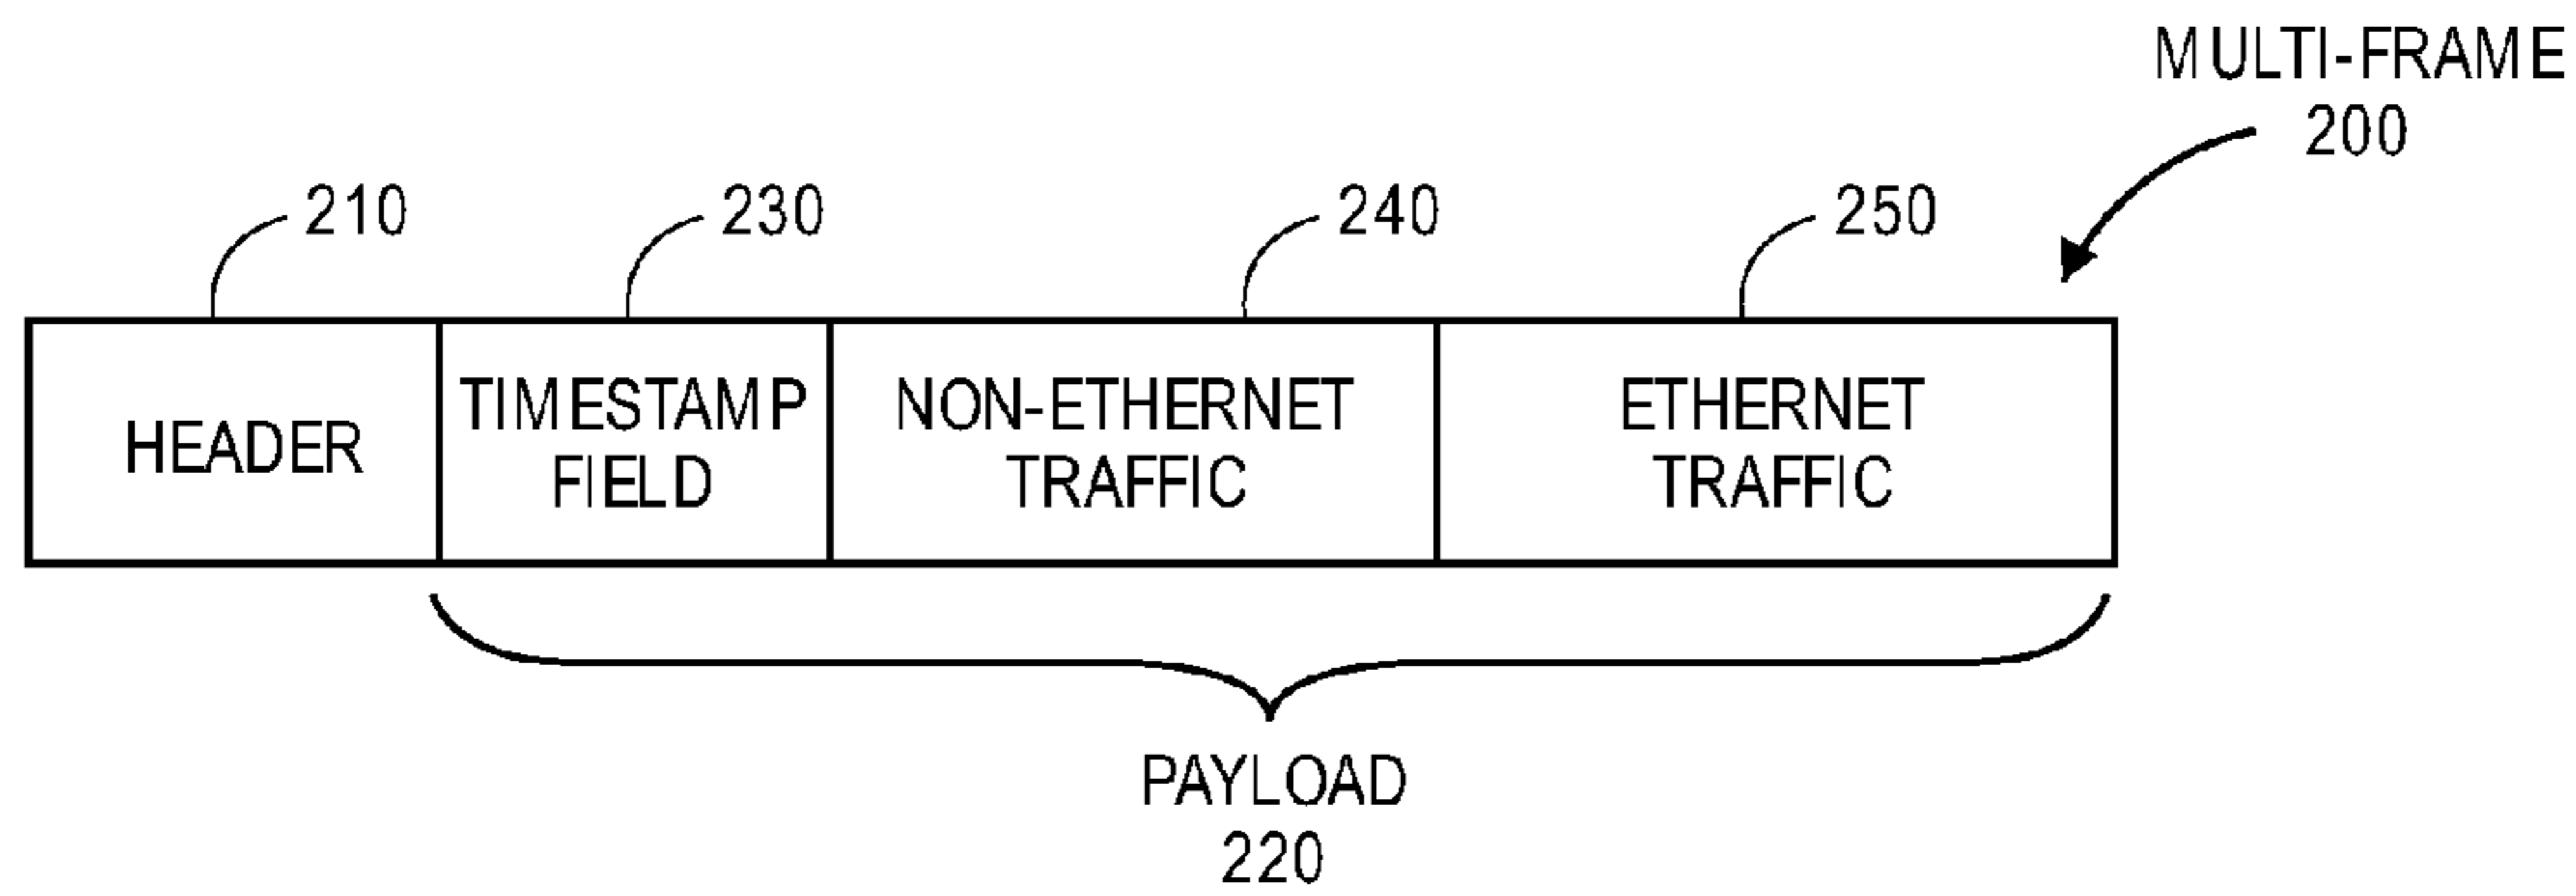 MULTI-FRAME
200
210
230
240
250
HEADER
TIMESTAMP
FIELD
NON-ETHERNET
TRAFFIC
ETHERNET
TRAFFIC
PAYLOAD
220